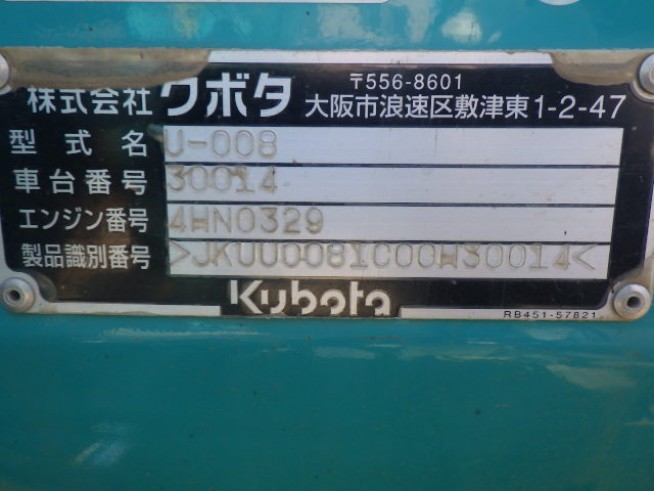 株式会社 クボタ 〒556-8601
大阪市浪速区敷津東1-2-47
型式名 U-008
車台番号 30014
エンジン番号 4HN0329
製品識別番号 >JKUU0081C00H30014<
Kubota
RB451-57821